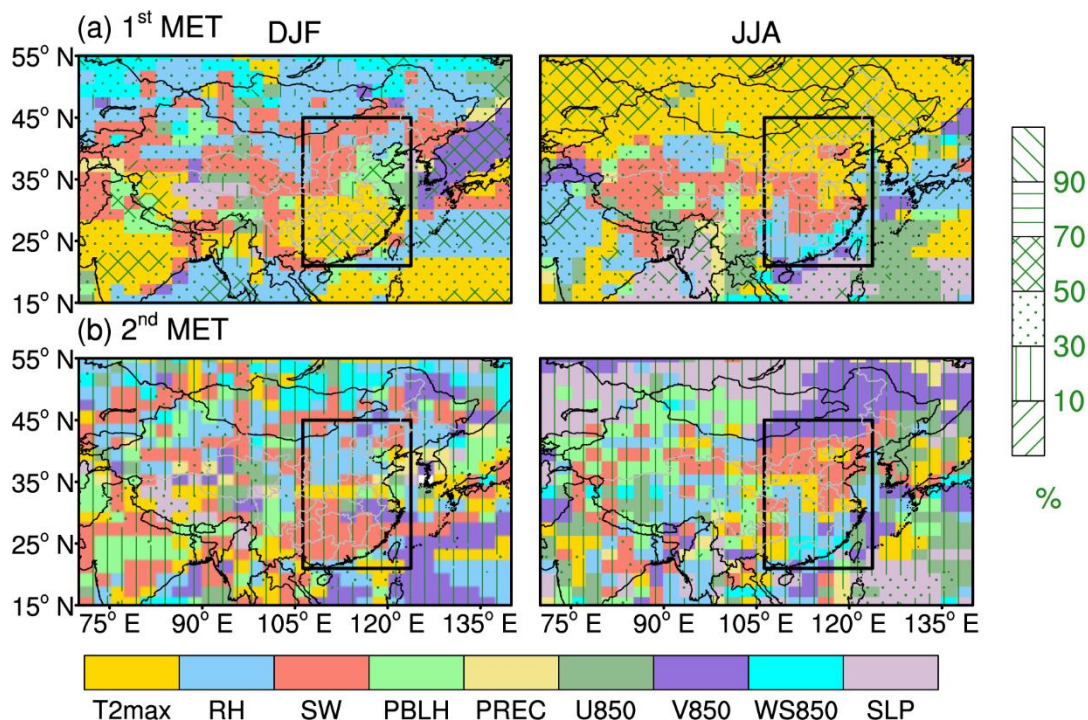 (a) 1st MET
DJF
JJA
55° N
45° N
35° N
25° N
15° N
90
70
50
30
10
%
(b) 2nd MET
55° N
45° N
35° N
25° N
15° N
75° E 90° E 105° E 120° E 135° E
75° E 90° E 105° E 120° E 135° E
T2max RH SW PBLH PREC U850 V850 WS850 SLP